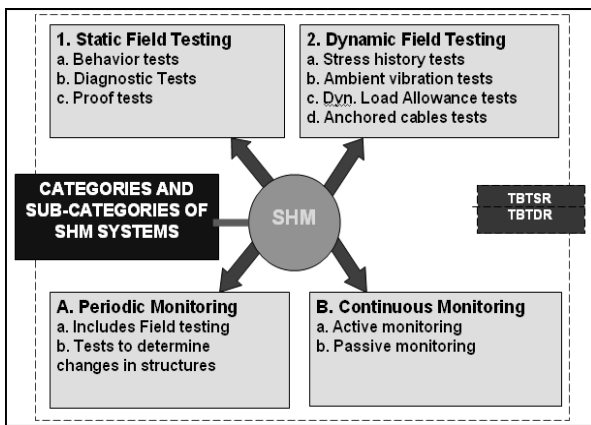 1. Static Field Testing
a. Behavior tests
b. Diagnostic Tests
c. Proof tests
2. Dynamic Field Testing
a. Stress history tests
b. Ambient vibration tests
c. Dyn. Load Allowance tests
d. Anchored cables tests
CATEGORIES AND
SUB-CATEGORIES OF
SHM SYSTEMS
SHM
TBTSR
TBTDR
A. Periodic Monitoring
a. Includes Field testing
b. Tests to determine
changes in structures
B. Continuous Monitoring
a. Active monitoring
b. Passive monitoring